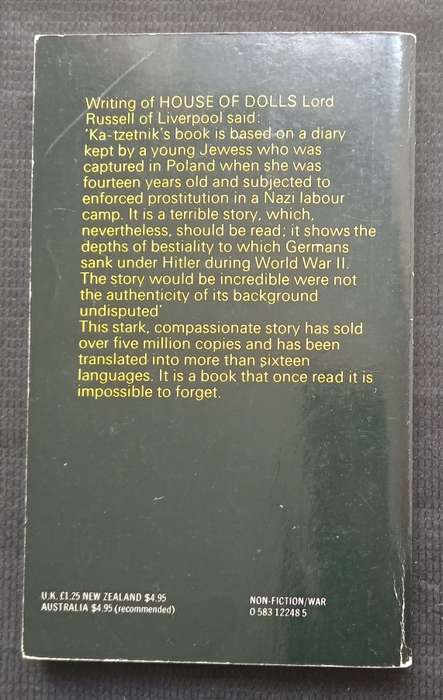 Writing of HOUSE OF DOLLS Lord
Russell of Liverpool said:
'Ka-tzetnik's book is based on a diary
kept by a young Jewess who was
captured in Poland when she was
fourteen years old and subjected to
enforced prostitution in a Nazi labour
camp. It is a terrible story, which,
nevertheless, should be read; it shows the
depths of bestiality to which Germans
sank under Hitler during World War II.
The story would be incredible were not
the authenticity of its background
undisputed'
This stark, compassionate story has sold
over five million copies and has been
translated into more than sixteen
languages. It is a book that once read it is
impossible to forget.
U.K. £1.25 NEW ZEALAND $4.95
AUSTRALIA $4.95 (recommended)
NON-FICTION/WAR
0 583 12248 5